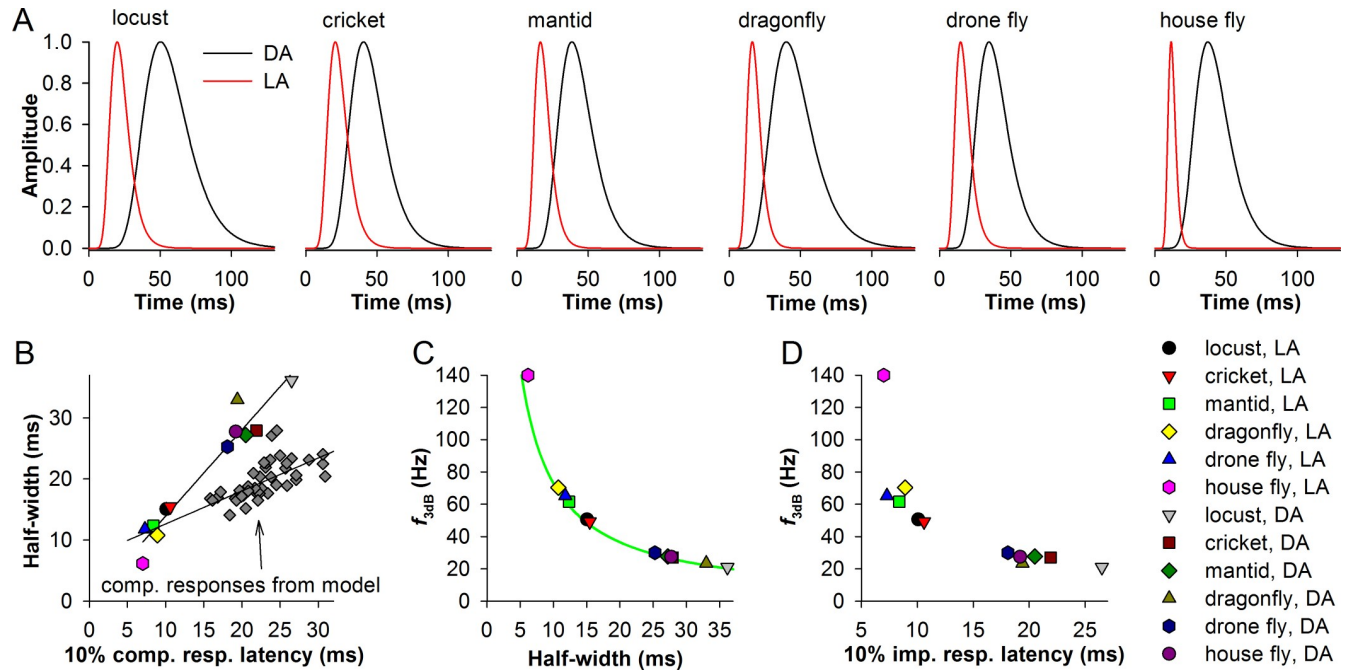 A
locust cricket mantid dragonfly drone fly house fly
DA
LA
Amplitude
1.0
0.8
0.6
0.4
0.2
0.0
0 50 100 0 50 100 0 50 100 0 50 100 0 50 100 0 50 100
Time (ms) Time (ms) Time (ms) Time (ms) Time (ms) Time (ms)
B
Half-width (ms)
30
20
10
0
comp. responses from model
0 5 10 15 20 25 30
10% comp. resp. latency (ms)
C
f3dB (Hz)
140
120
100
80
60
40
20
0
0 5 10 15 20 25 30 35
Half-width (ms)
D
f3dB (Hz)
140
120
100
80
60
40
20
0
10 15 20 25
10% imp. resp. latency (ms)
locust, LA
cricket, LA
mantid, LA
dragonfly, LA
drone fly, LA
house fly, LA
locust, DA
cricket, DA
mantid, DA
dragonfly, DA
drone fly, DA
house fly, DA